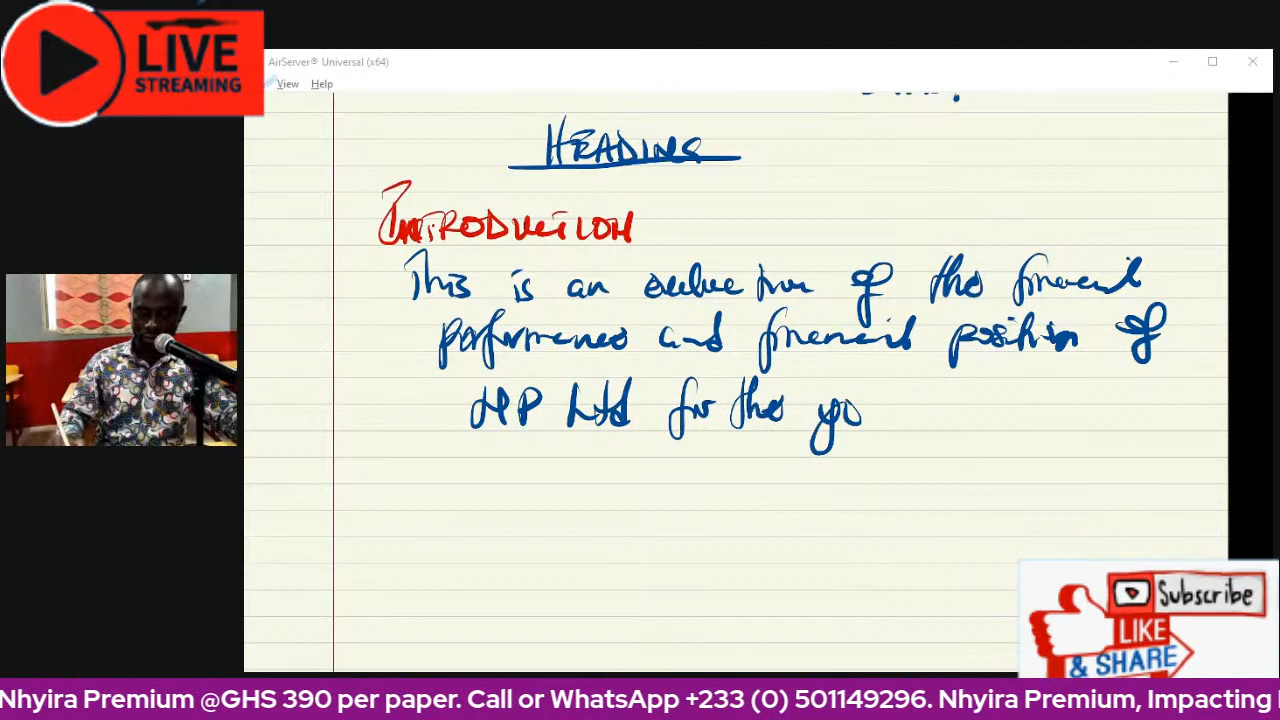 LIVE
STREAMING
AirServer® Universal (x64)
View Help
HEADING
INTRODUCTION
This is an evaluation of the financial
performance and financial position of
Ltd for the ye
Subscribe
LIKE
& SHARE
Nhyira Premium @GHS 390 per paper. Call or WhatsApp +233 (0) 501149296. Nhyira Premium, Impacting